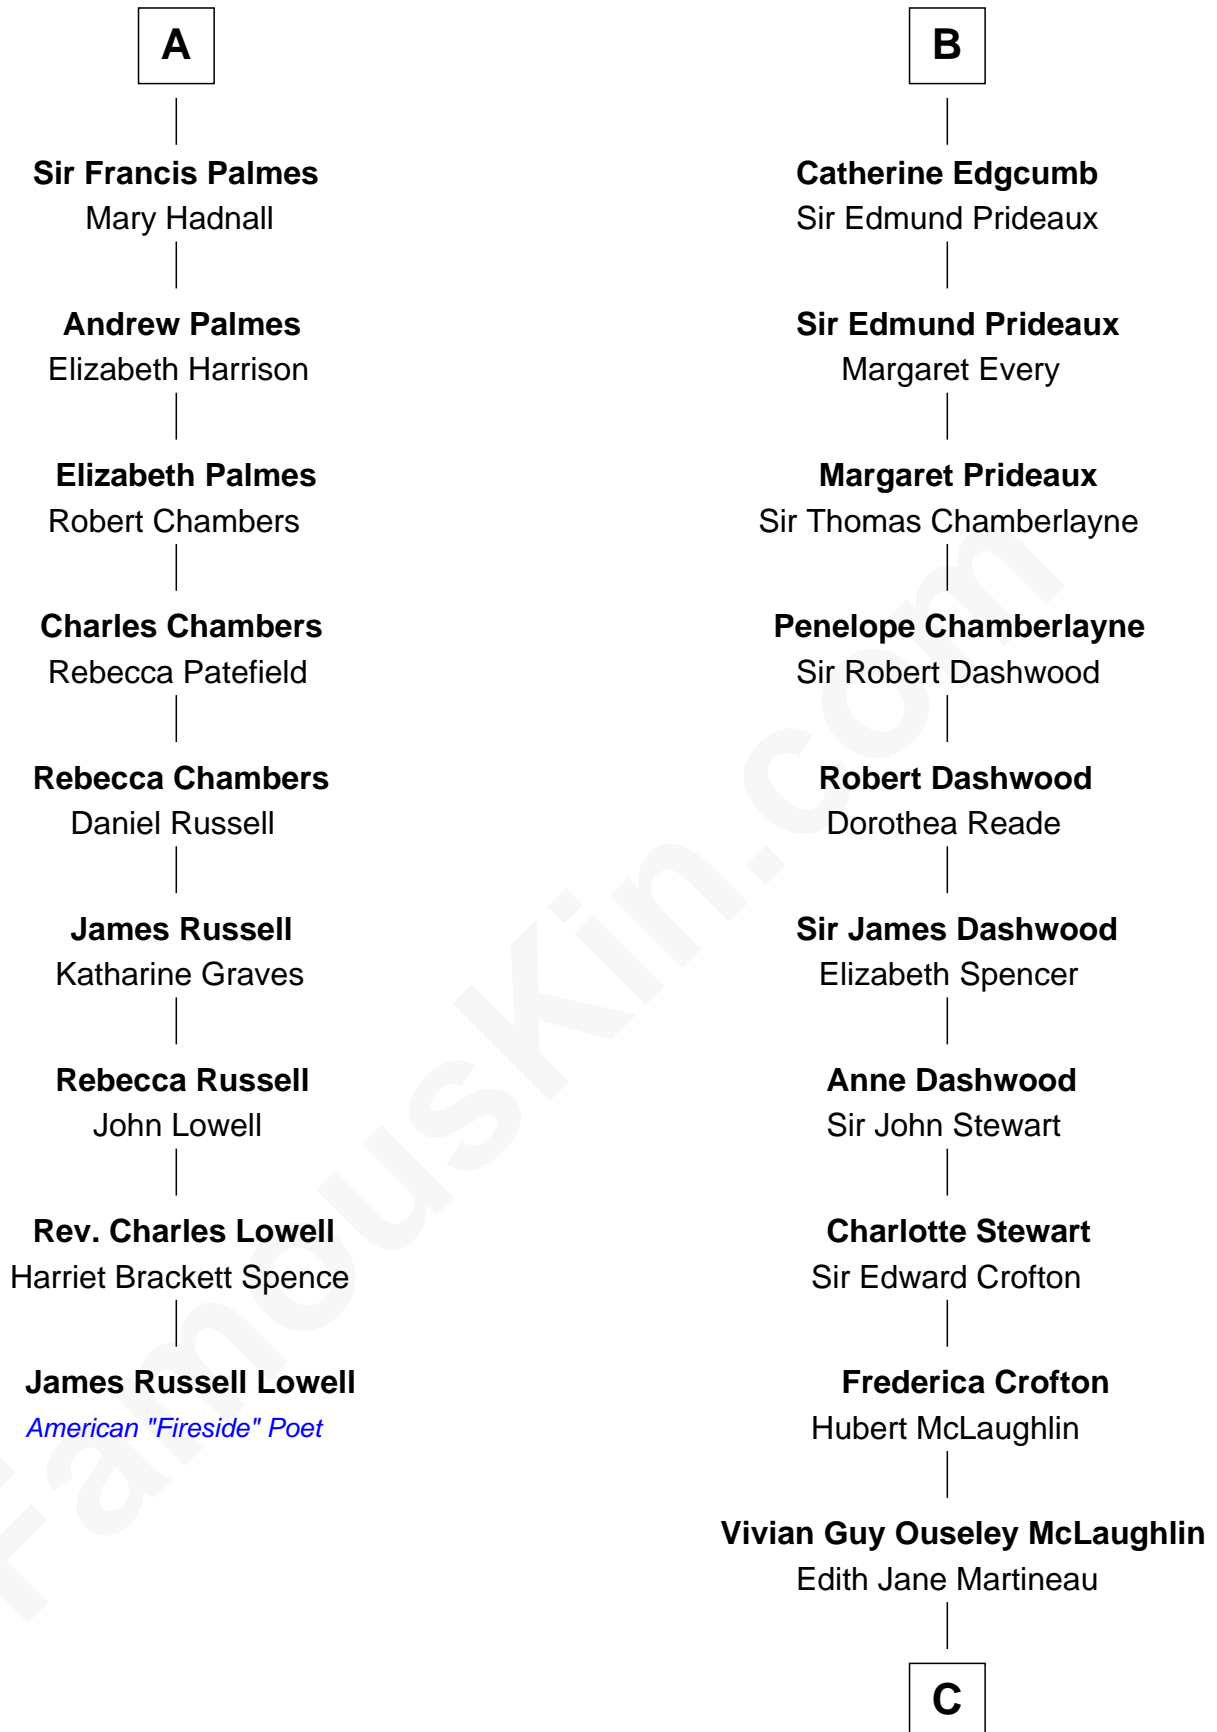 A
Sir Francis Palmes
Mary Hadnall
Andrew Palmes
Elizabeth Harrison
Elizabeth Palmes
Robert Chambers
Charles Chambers
Rebecca Patefield
Rebecca Chambers
Daniel Russell
James Russell
Katharine Graves
Rebecca Russell
John Lowell
Rev. Charles Lowell
Harriet Brackett Spence
James Russell Lowell
American "Fireside" Poet
B
Catherine Edgcumb
Sir Edmund Prideaux
Sir Edmund Prideaux
Margaret Every
Margaret Prideaux
Sir Thomas Chamberlayne
Penelope Chamberlayne
Sir Robert Dashwood
Robert Dashwood
Dorothea Reade
Sir James Dashwood
Elizabeth Spencer
Anne Dashwood
Sir John Stewart
Charlotte Stewart
Sir Edward Crofton
Frederica Crofton
Hubert McLaughlin
Vivian Guy Ouseley McLaughlin
Edith Jane Martineau
C
FamousKin.com